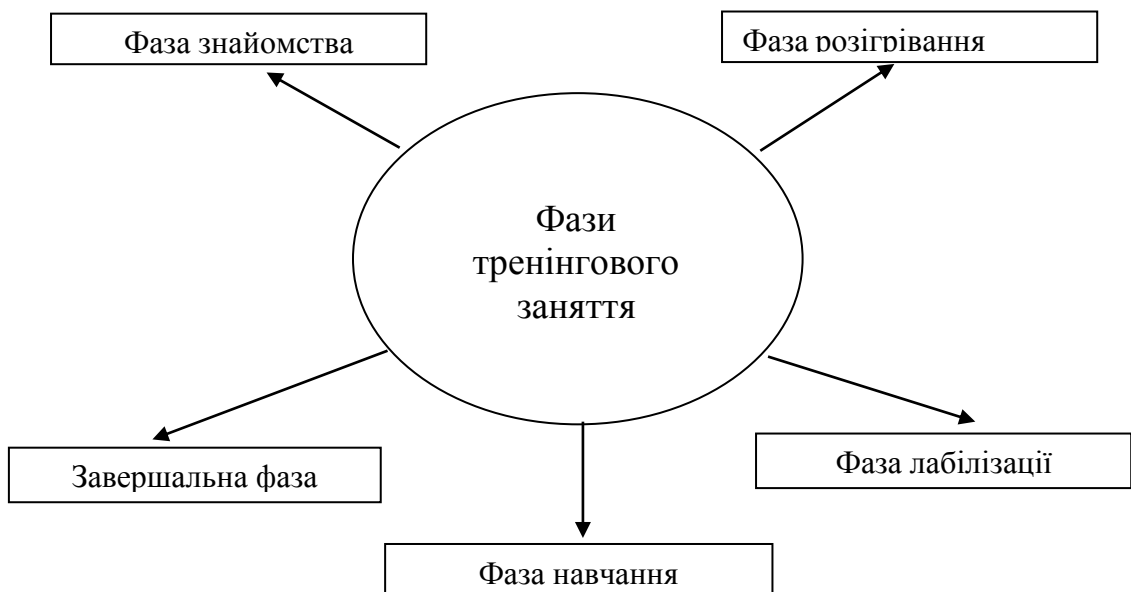 Фаза знайомства
Фаза розігрівання
Фази
тренінгового
заняття
Завершальна фаза
Фаза лабілізації
Фаза навчання